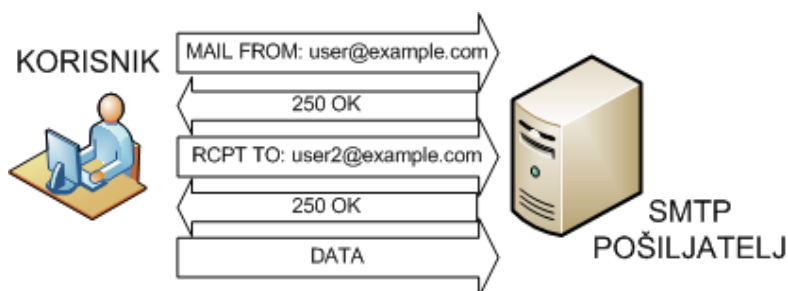 KORISNIK
MAIL FROM: user@example.com
250 OK
RCPT TO: user2@example.com
250 OK
DATA
SMTP
POŠILJATELJ